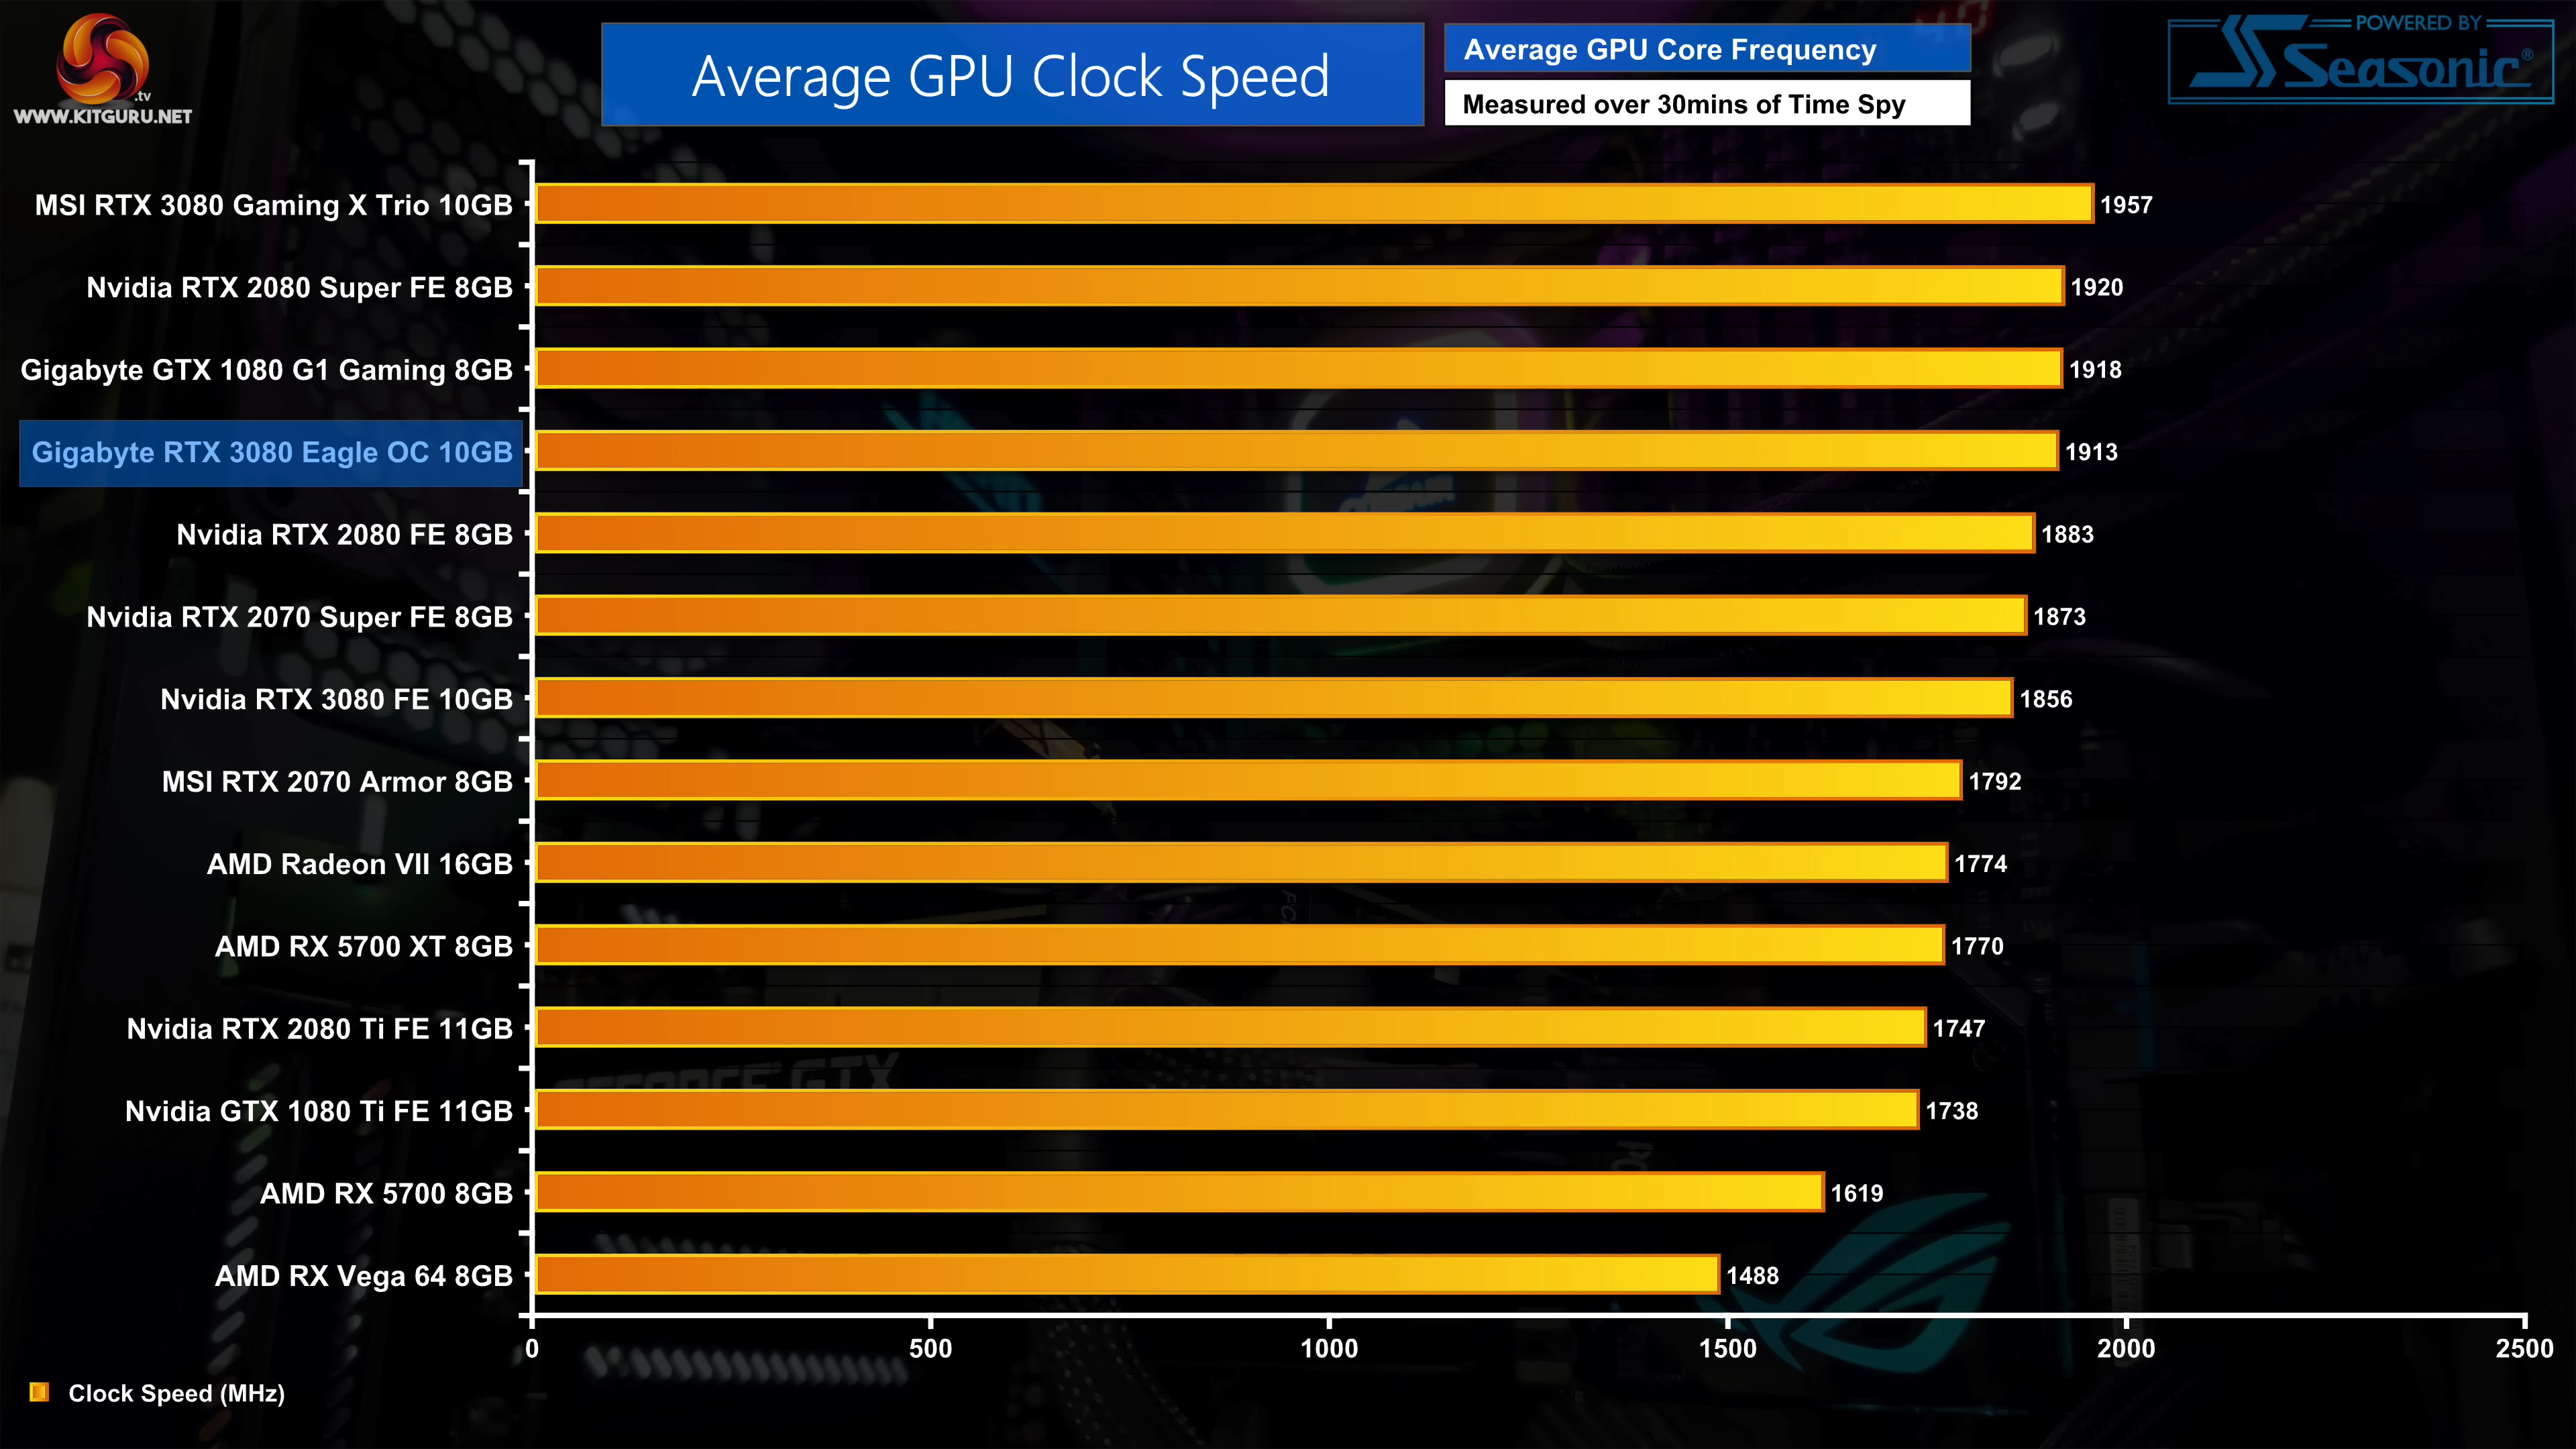 .tv
WWW.KITGURU.NET
Average GPU Clock Speed
Average GPU Core Frequency
Measured over 30mins of Time Spy
POWERED BY
Seasonic®
MSI RTX 3080 Gaming X Trio 10GB 1957
Nvidia RTX 2080 Super FE 8GB 1920
Gigabyte GTX 1080 G1 Gaming 8GB 1918
Gigabyte RTX 3080 Eagle OC 10GB 1913
Nvidia RTX 2080 FE 8GB 1883
Nvidia RTX 2070 Super FE 8GB 1873
Nvidia RTX 3080 FE 10GB 1856
MSI RTX 2070 Armor 8GB 1792
AMD Radeon VII 16GB 1774
AMD RX 5700 XT 8GB 1770
Nvidia RTX 2080 Ti FE 11GB 1747
GEFORCE GTX
Nvidia GTX 1080 Ti FE 11GB 1738
AMD RX 5700 8GB 1619
AMD RX Vega 64 8GB 1488
0 500 1000 1500 2000 2500
Clock Speed (MHz)